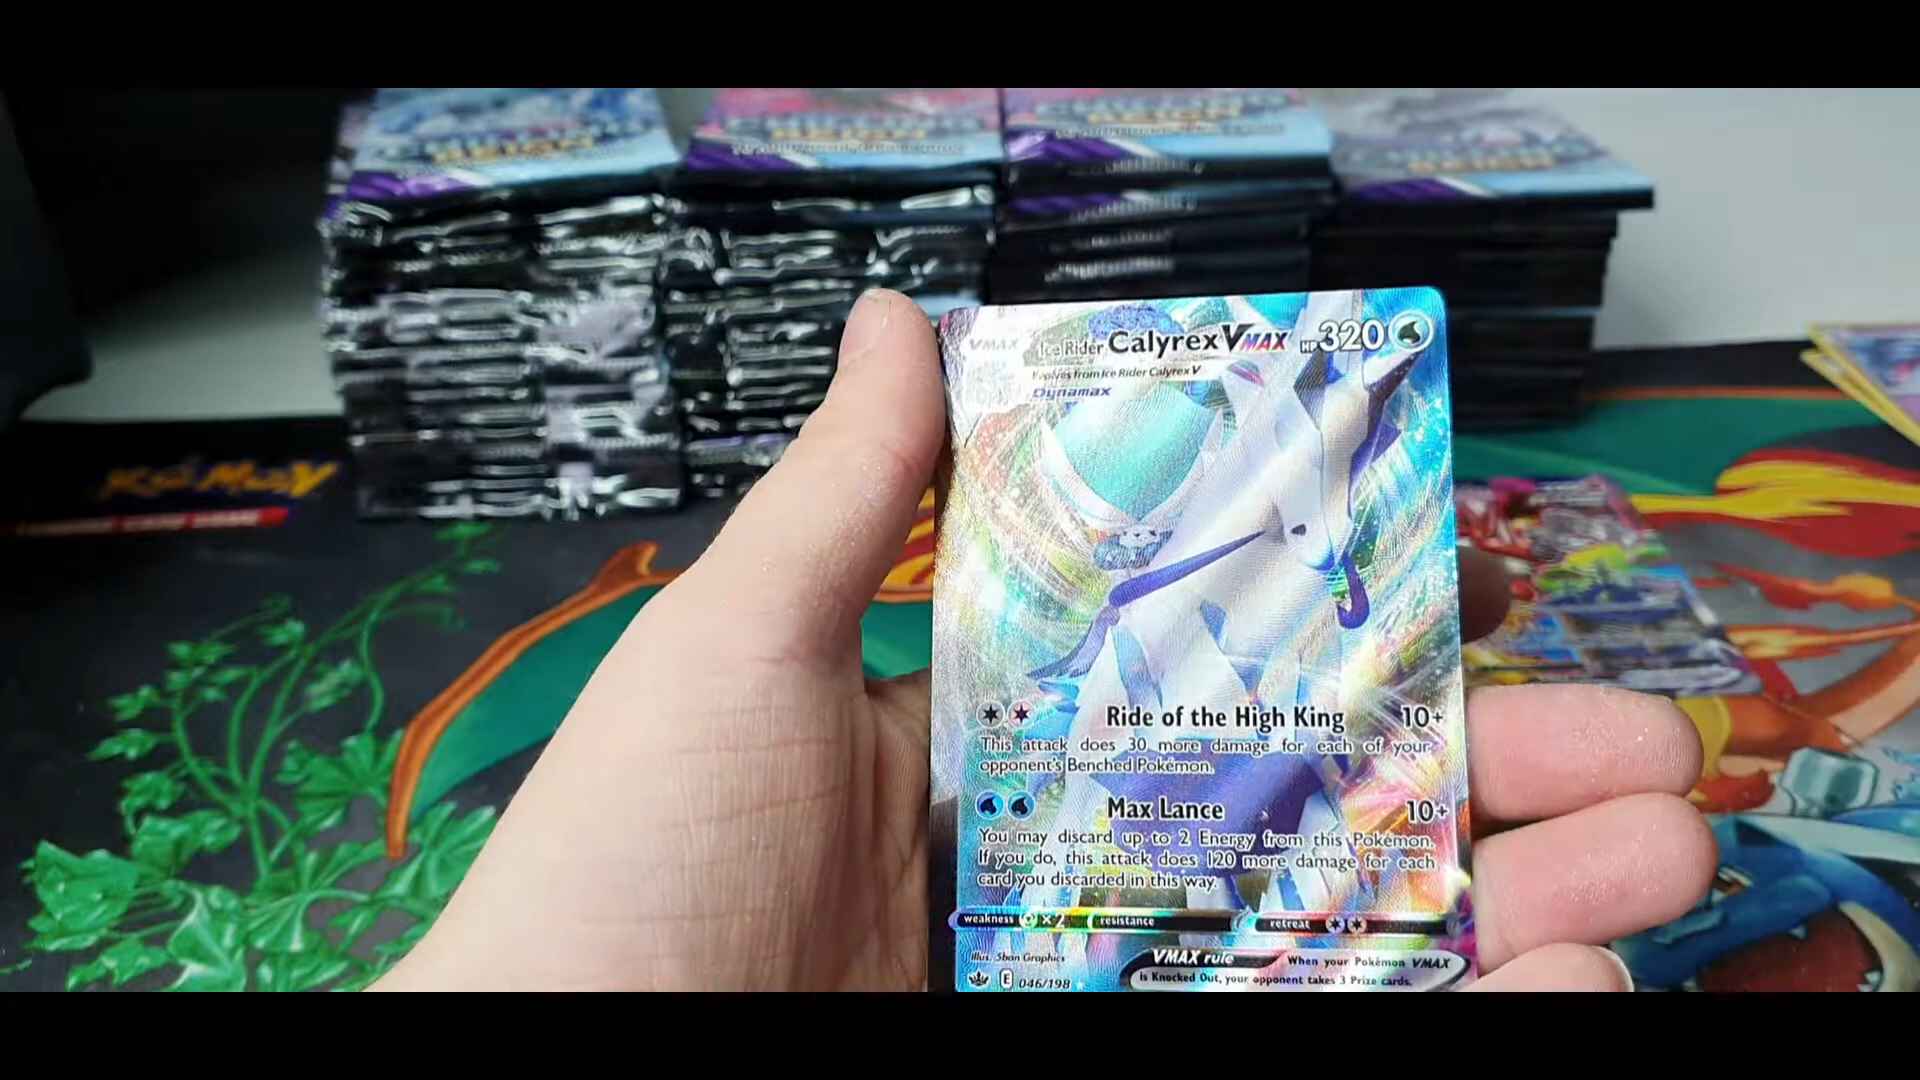 REIGN
REIGN
REIGN
REIGN
VMAX
Ice Rider Calyrex VMAX HP 320
Evolves from Ice Rider Calyrex V
Dynamax
Ride of the High King 10+
This attack does 30 more damage for each of your
opponent's Benched Pokémon.
Max Lance 10+
You may discard up to 2 Energy from this Pokémon.
If you do, this attack does 120 more damage for each
card you discarded in this way.
weakness ×2 resistance retreat
Illus. 5ban Graphics
VMAX rule When your Pokémon VMAX
is Knocked Out, your opponent takes 3 Prize cards.
E 046/198